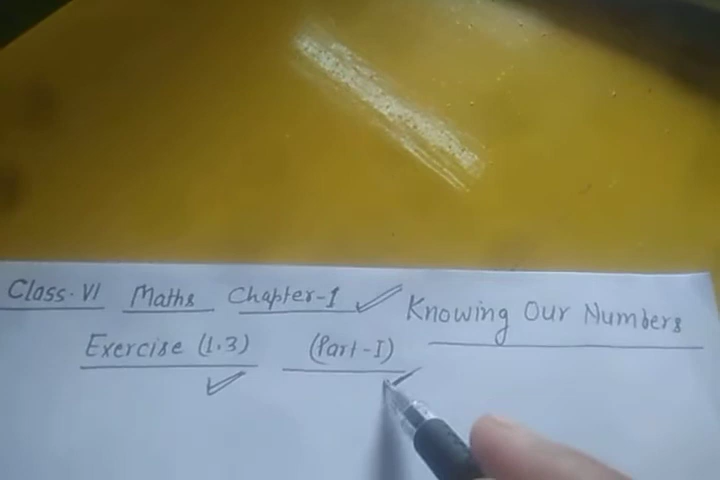 Class. VI Maths Chapter-1 Knowing Our Numbers
Exercise (1.3) (Part-I)